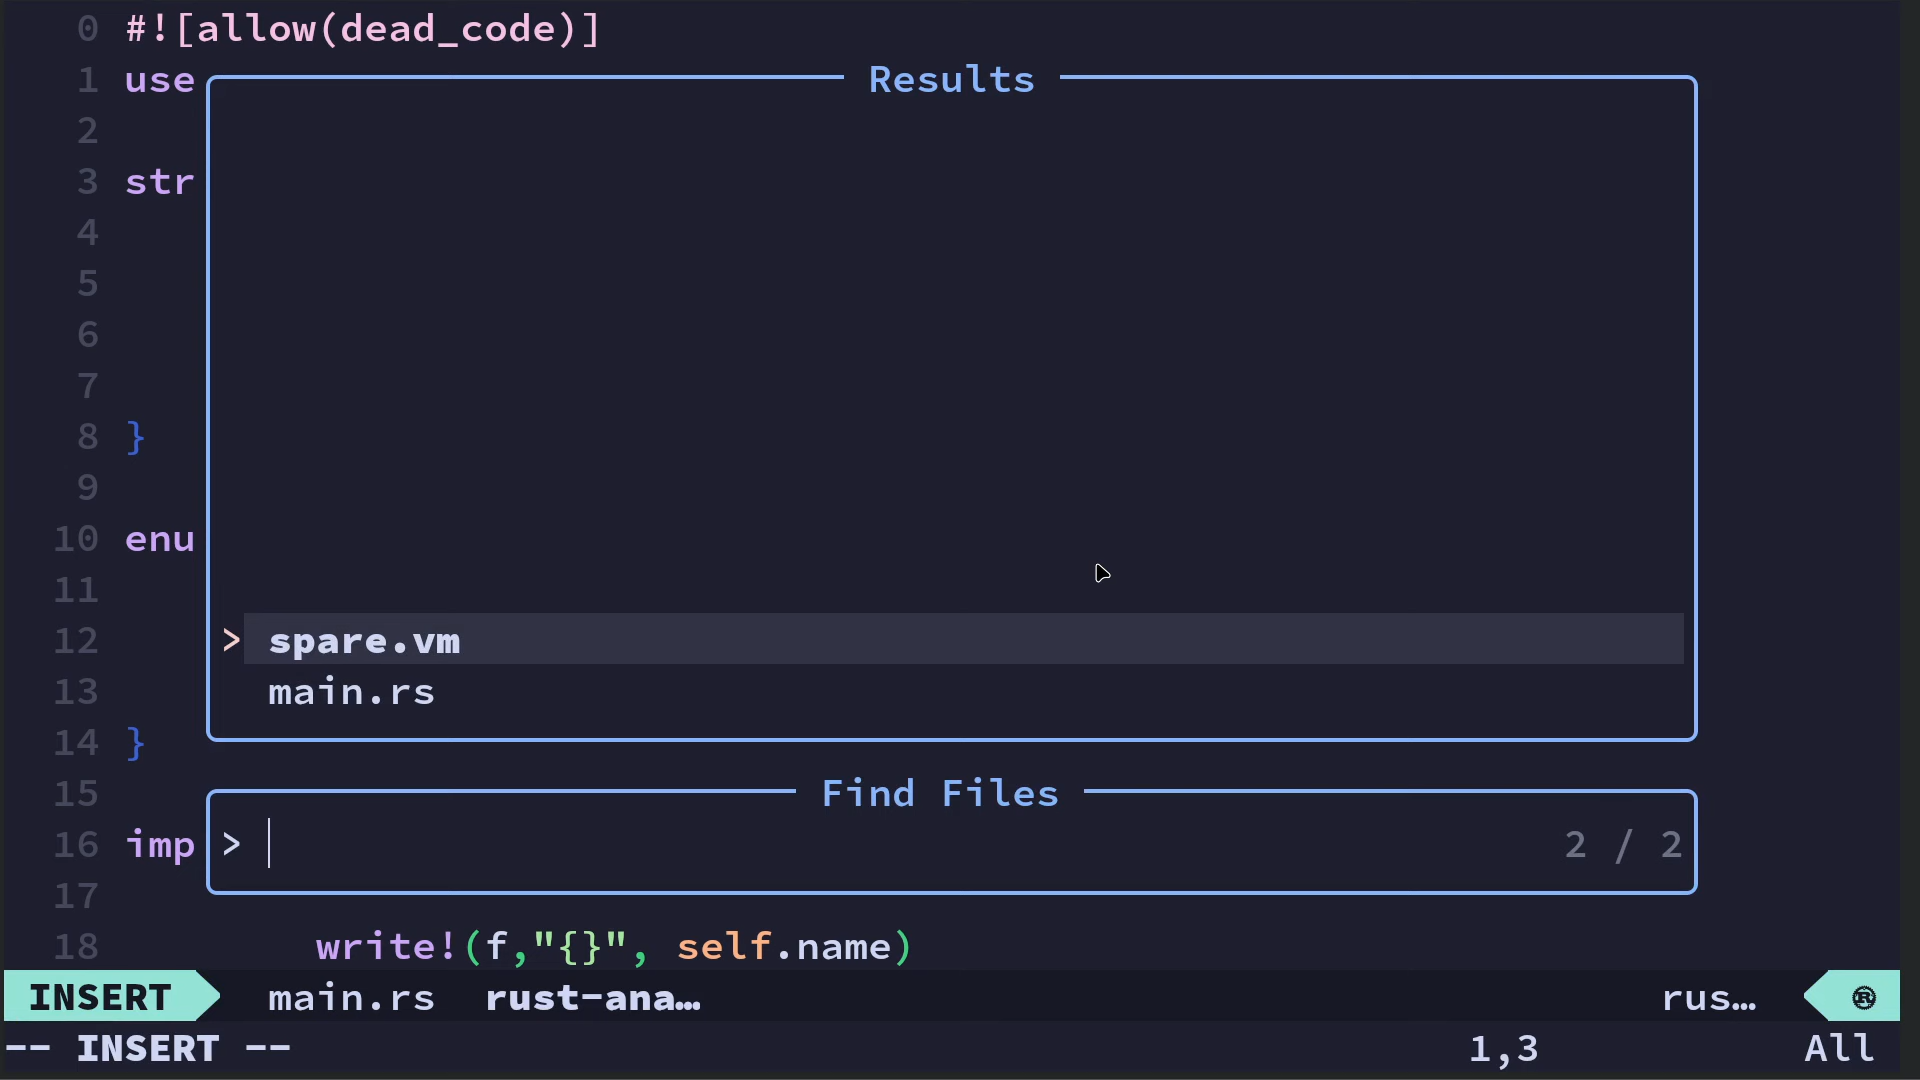 0 #![allow(dead_code)]
1 use
Results
2
3 str
4
5
6
7
8 }
9
10 enu
11
12 > spare.vm
13 main.rs
14 }
15 Find Files
16 imp > 2 / 2
17
18 write!(f,"{}", self.name)
INSERT main.rs rust-ana… rus… ®
-- INSERT -- 1,3 All